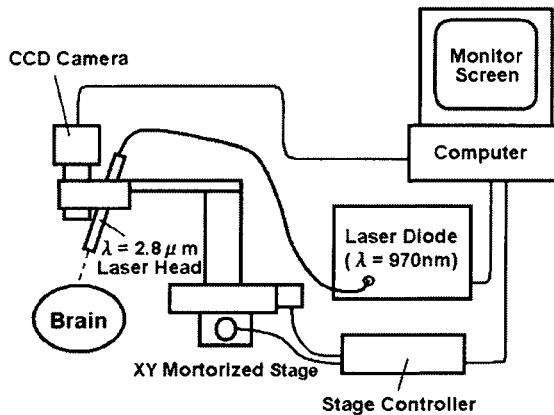 CCD Camera
Monitor
Screen
Computer
λ = 2.8 μ m
Laser Head
Laser Diode
( λ = 970nm)
Brain
XY Mortorized Stage
Stage Controller